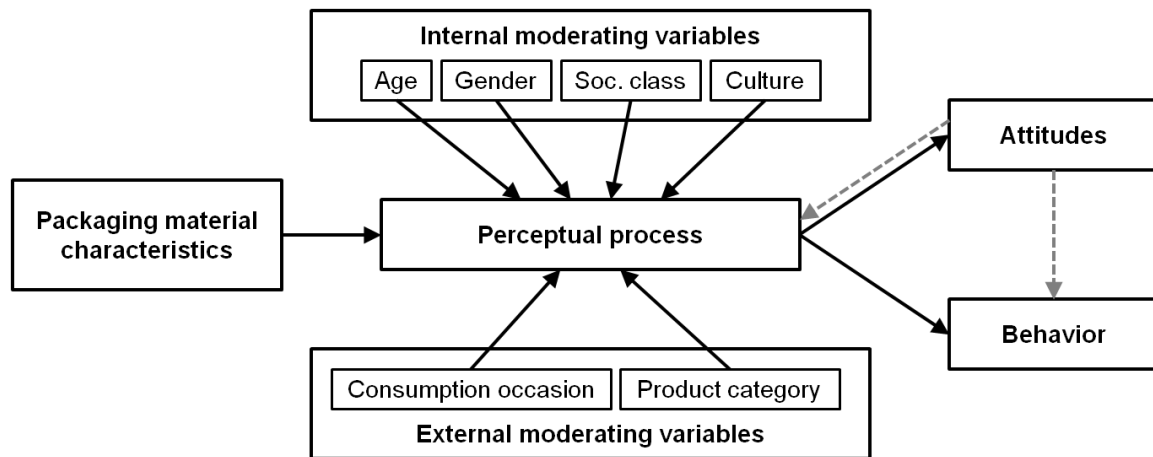 Internal moderating variables
Age
Gender
Soc. class
Culture
Attitudes
Packaging material
characteristics
Perceptual process
Behavior
Consumption occasion
Product category
External moderating variables